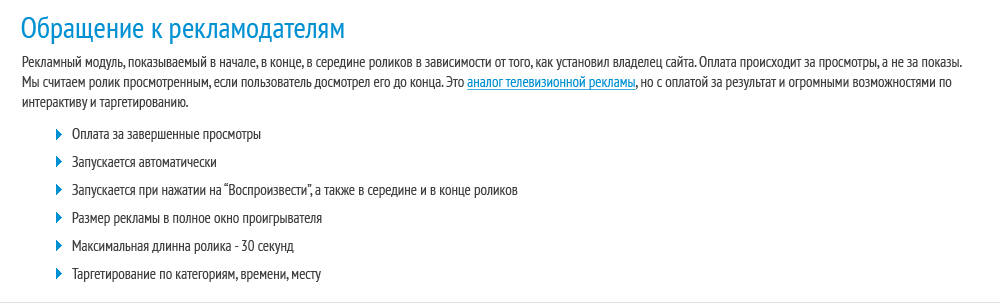 Обращение к рекламодателям
Рекламный модуль, показываемый в начале, в конце, в середине роликов в зависимости от того, как установил владелец сайта. Оплата происходит за просмотры, а не за показы.
Мы считаем ролик просмотренным, если пользователь досмотрел его до конца. Это аналог телевизионной рекламы, но с оплатой за результат и огромными возможностями по
интерактиву и таргетированию.
Оплата за завершенные просмотры
Запускается автоматически
Запускается при нажатии на “Воспроизвести”, а также в середине и в конце роликов
Размер рекламы в полное окно проигрывателя
Максимальная длинна ролика - 30 секунд
Таргетирование по категориям, времени, месту